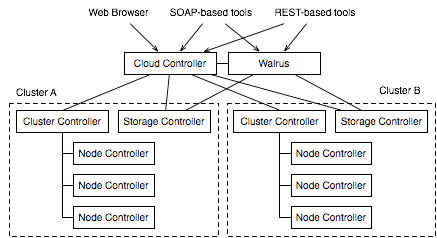 Web Browser SOAP-based tools REST-based tools
Cloud Controller Walrus
Cluster A Cluster B
Cluster Controller Storage Controller Cluster Controller Storage Controller
Node Controller Node Controller
Node Controller Node Controller
Node Controller Node Controller